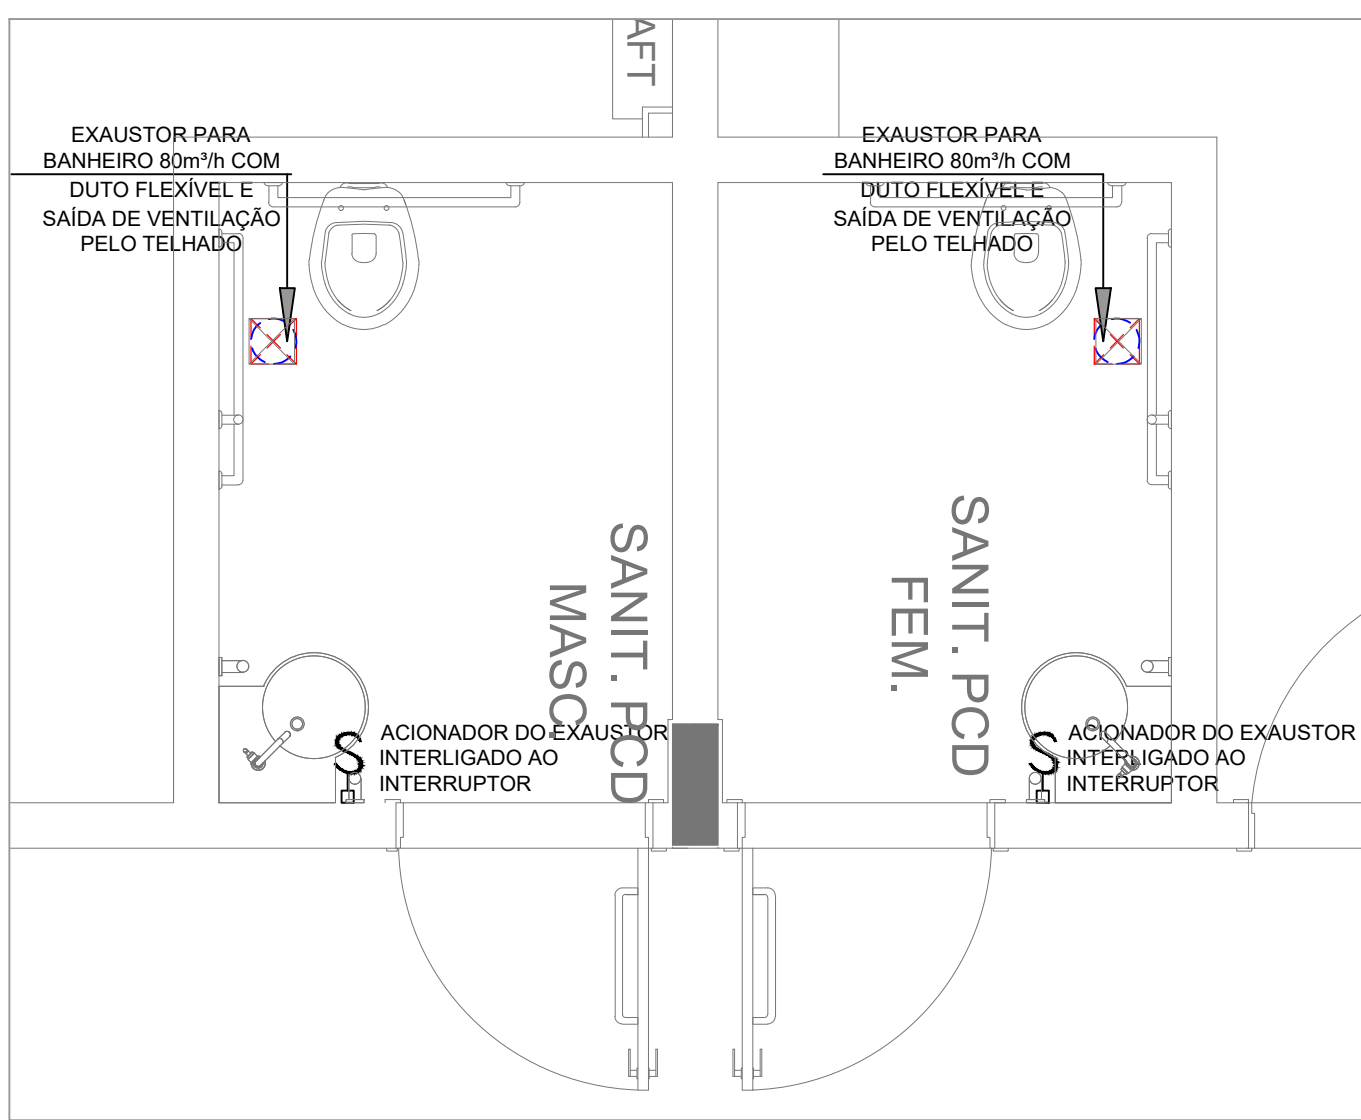 AFT
EXAUSTOR PARA
BANHEIRO 80m³/h COM
DUTO FLEXÍVEL E
SAÍDA DE VENTILAÇÃO
PELO TELHADO
EXAUSTOR PARA
BANHEIRO 80m³/h COM
DUTO FLEXÍVEL E
SAÍDA DE VENTILAÇÃO
PELO TELHADO
SANIT. PCD
MASC.
SANIT. PCD
FEM.
S
ACIONADOR DO EXAUSTOR
INTERLIGADO AO
INTERRUPTOR
S
ACIONADOR DO EXAUSTOR
INTERLIGADO AO
INTERRUPTOR